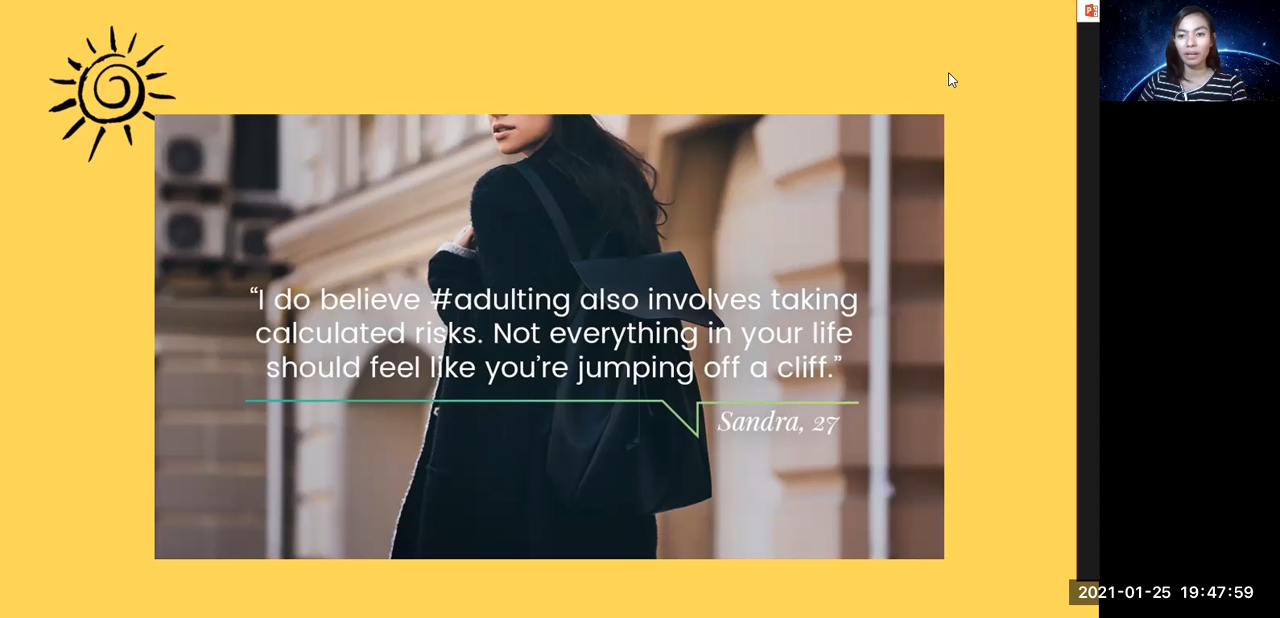 “I do believe #adulting also involves taking
calculated risks. Not everything in your life
should feel like you’re jumping off a cliff.”
Sandra, 27
2021-01-25 19:47:59